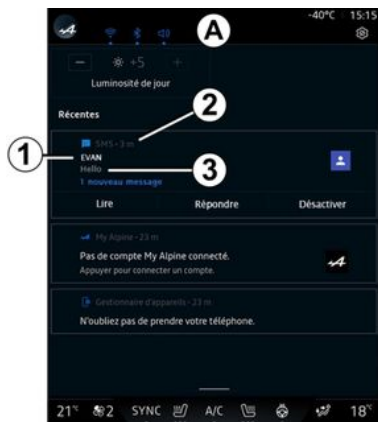 -40°C 15:15
A
+5
Luminosité de jour
Récentes
2
SMS • 3 m
1
EVAN
Hello
3
1 nouveau message
Lire Répondre Désactiver
My Alpine • 23 m
Pas de compte My Alpine connecté.
Appuyer pour connecter un compte.
Gestionnaire d'appareils • 23 m
N'oubliez pas de prendre votre téléphone.
21°C 2 SYNC A/C 18°C